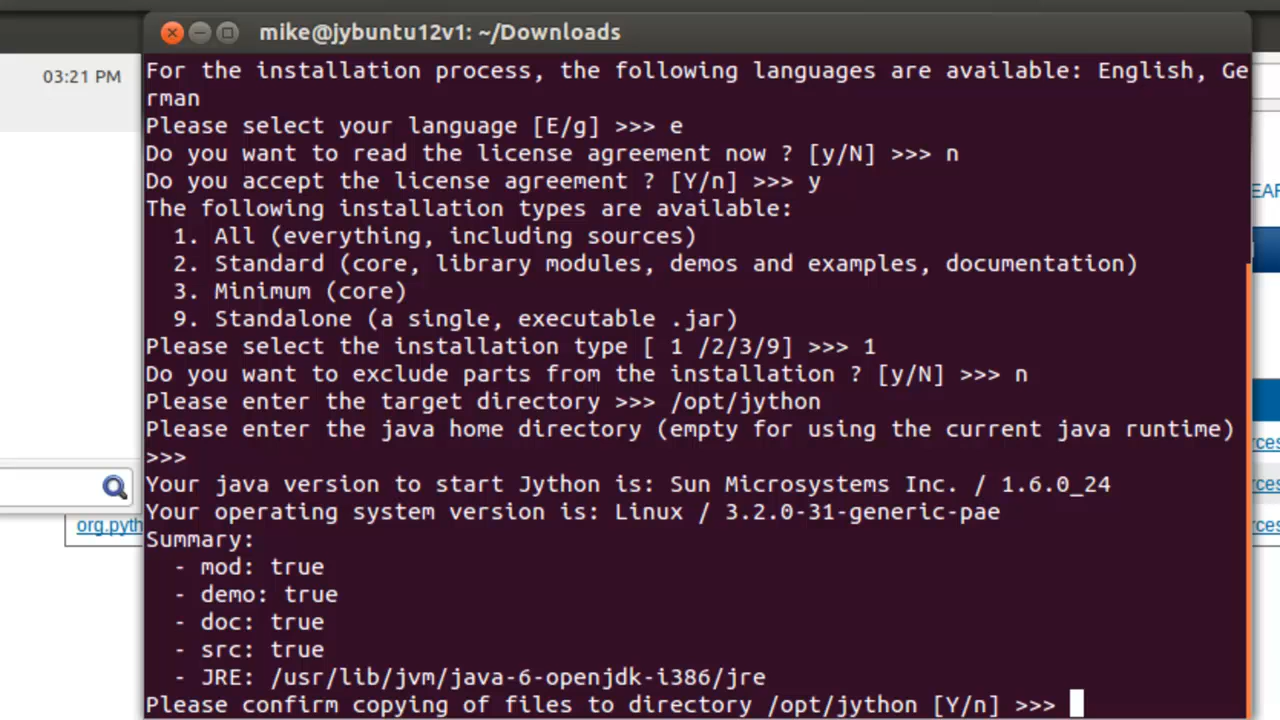 mike@jybuntu12v1: ~/Downloads
03:21 PM
For the installation process, the following languages are available: English, Ge
rman
Please select your language [E/g] >>> e
Do you want to read the license agreement now ? [y/N] >>> n
Do you accept the license agreement ? [Y/n] >>> y
The following installation types are available:
1. All (everything, including sources)
2. Standard (core, library modules, demos and examples, documentation)
3. Minimum (core)
9. Standalone (a single, executable .jar)
Please select the installation type [ 1 /2/3/9] >>> 1
Do you want to exclude parts from the installation ? [y/N] >>> n
Please enter the target directory >>> /opt/jython
Please enter the java home directory (empty for using the current java runtime)
>>>
Your java version to start Jython is: Sun Microsystems Inc. / 1.6.0_24
Your operating system version is: Linux / 3.2.0-31-generic-pae
org.pyth
Summary:
- mod: true
- demo: true
- doc: true
- src: true
- JRE: /usr/lib/jvm/java-6-openjdk-i386/jre
Please confirm copying of files to directory /opt/jython [Y/n] >>>